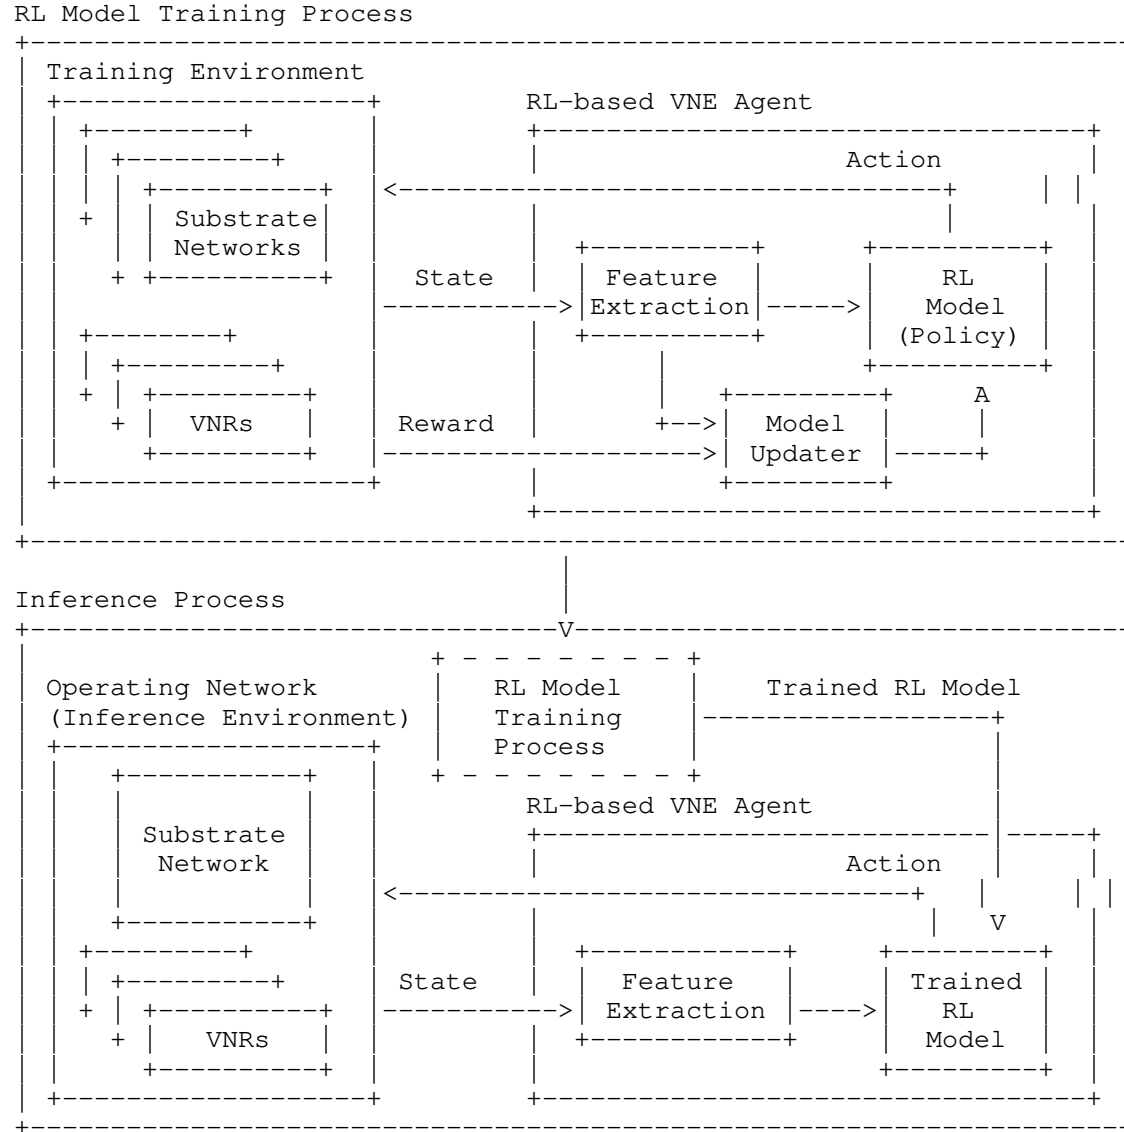 RL Model Training Process
Training Environment
RL-based VNE Agent
Action
Substrate
Networks
State Feature RL
Extraction Model
(Policy)
A
VNRs Reward Model
Updater
Inference Process
V
Operating Network RL Model Trained RL Model
(Inference Environment) Training
Process
RL-based VNE Agent
Substrate
Network Action
V
State Feature Trained
Extraction RL
VNRs Model